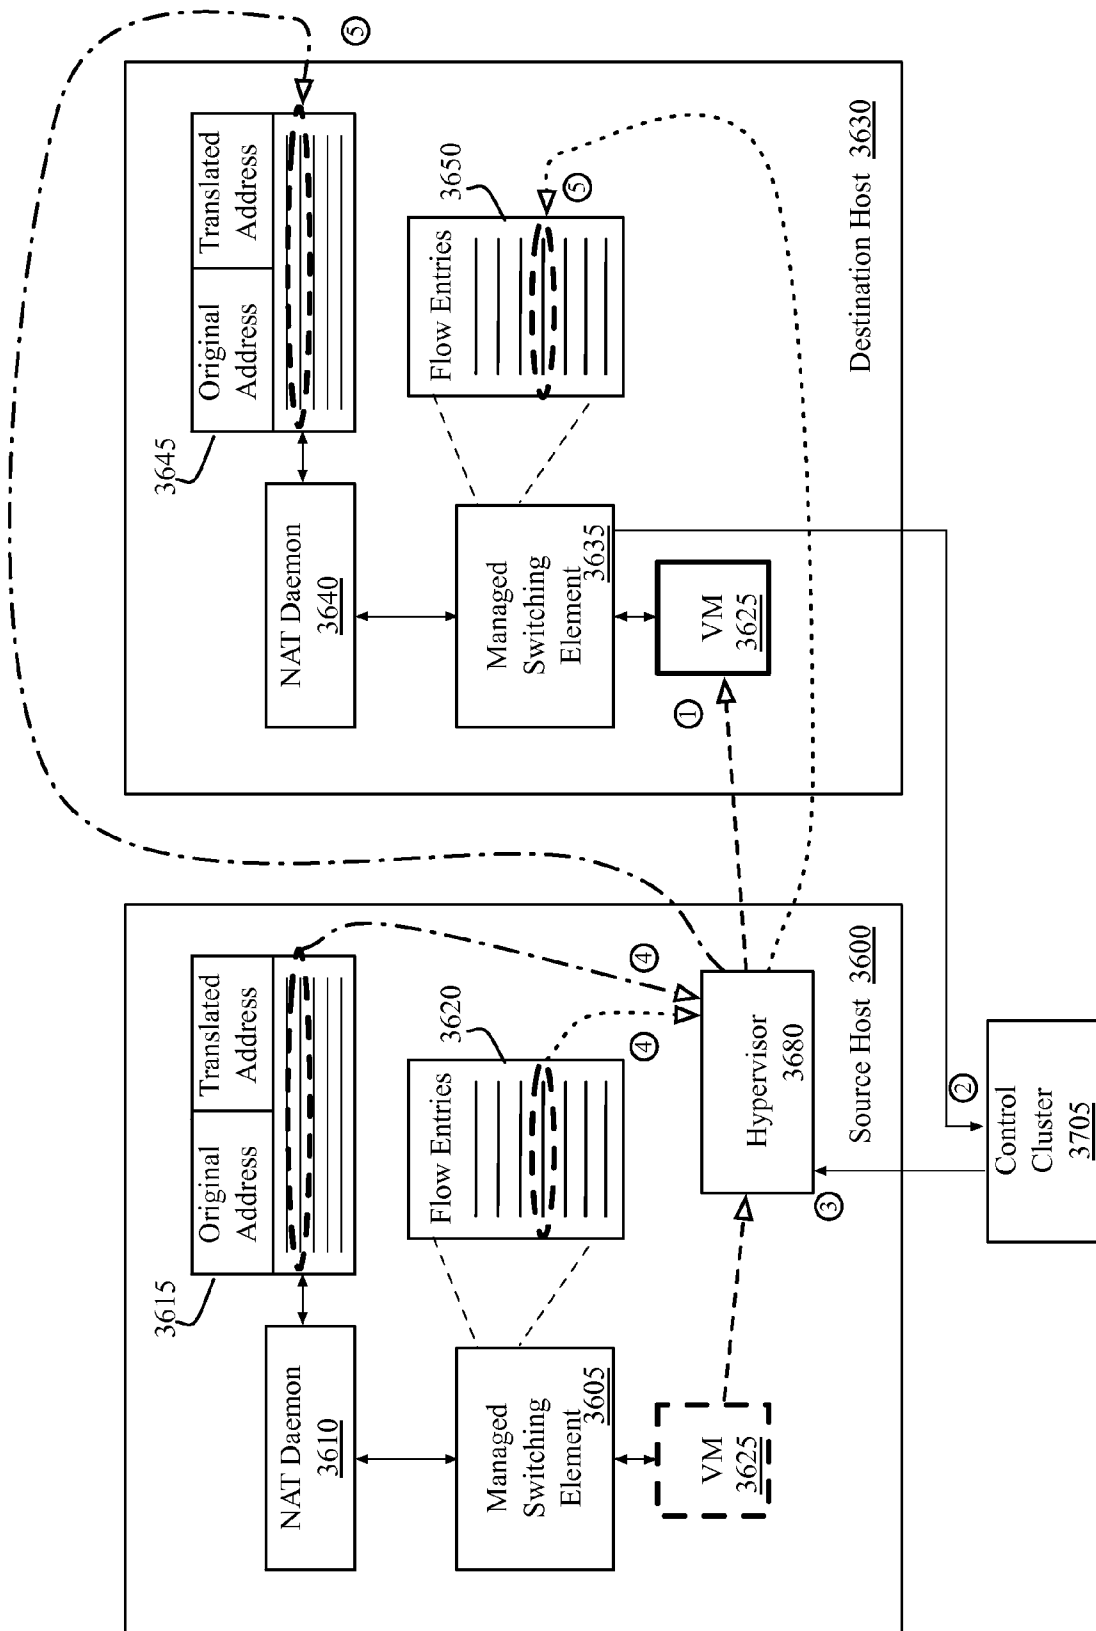 3615
Original
Address
Translated
Address
NAT Daemon
3610
3620
Flow Entries
Managed
Switching
Element
3605
VM
3625
④
④
Hypervisor
3680
③
Source Host 3600
②
Control
Cluster
3705
3645
Original
Address
Translated
Address
⑤
NAT Daemon
3640
3650
Flow Entries
⑤
Managed
Switching
Element
3635
VM
3625
①
Destination Host 3630